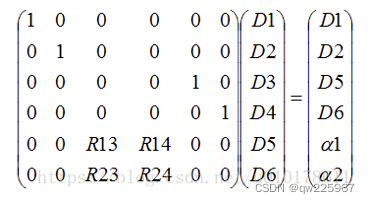 1 0 0 0 0 0 D1 D1
0 1 0 0 0 0 D2 D2
0 0 0 0 1 0 D3 D5
0 0 0 0 0 1 D4 = D6
0 0 R13 R14 0 0 D5 α1
0 0 R23 R24 0 0 D6 α2
CSDN @qw225967